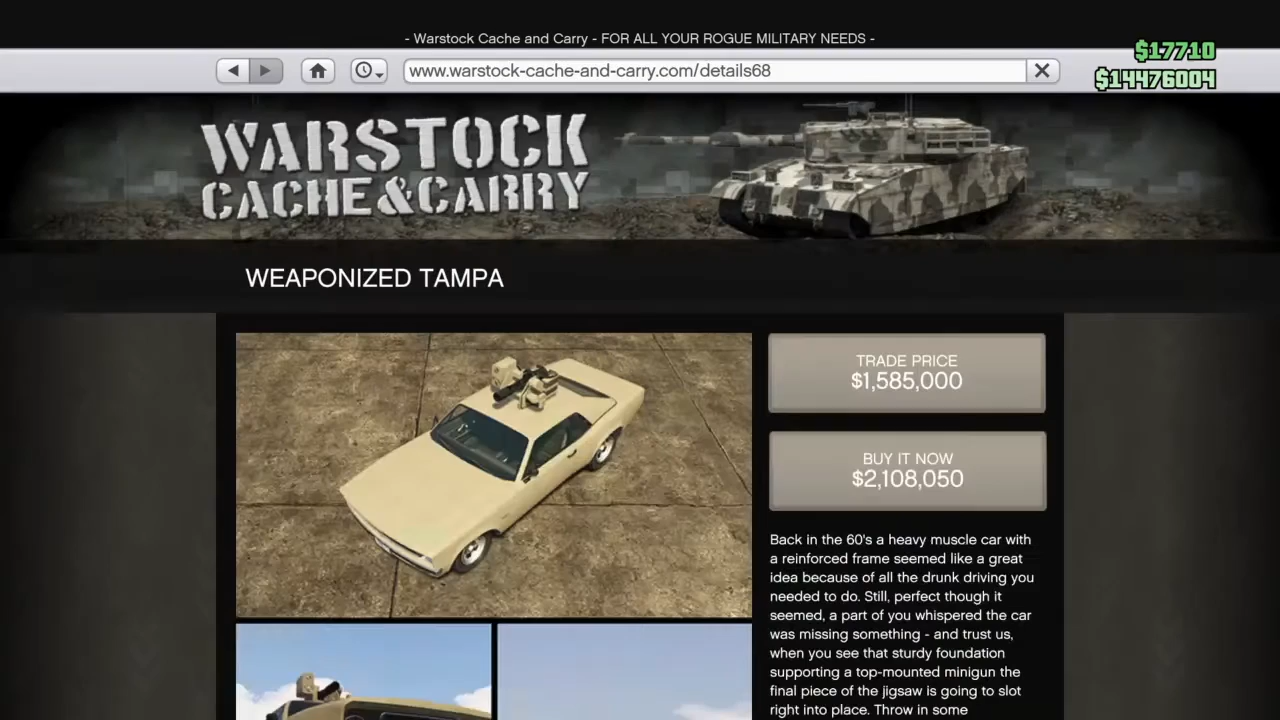 - Warstock Cache and Carry - FOR ALL YOUR ROGUE MILITARY NEEDS -
$17710
www.warstock-cache-and-carry.com/details68
$14476004
WARSTOCK
CACHE&CARRY
WEAPONIZED TAMPA
TRADE PRICE
$1,585,000
BUY IT NOW
$2,108,050
Back in the 60's a heavy muscle car with
a reinforced frame seemed like a great
idea because of all the drunk driving you
needed to do. Still, perfect though it
seemed, a part of you whispered the car
was missing something - and trust us,
when you see that sturdy foundation
supporting a top-mounted minigun the
final piece of the jigsaw is going to slot
right into place. Throw in some